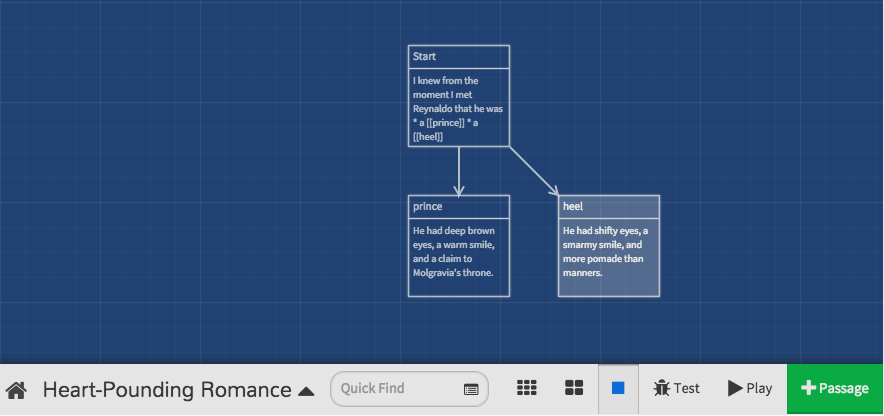 Start
I knew from the
moment I met
Reynaldo that he was
* a [[prince]] * a
[[heel]]
prince
He had deep brown
eyes, a warm smile,
and a claim to
Molgravia's throne.
heel
He had shifty eyes, a
smarmy smile, and
more pomade than
manners.
Heart-Pounding Romance
Quick Find
Test
Play
Passage